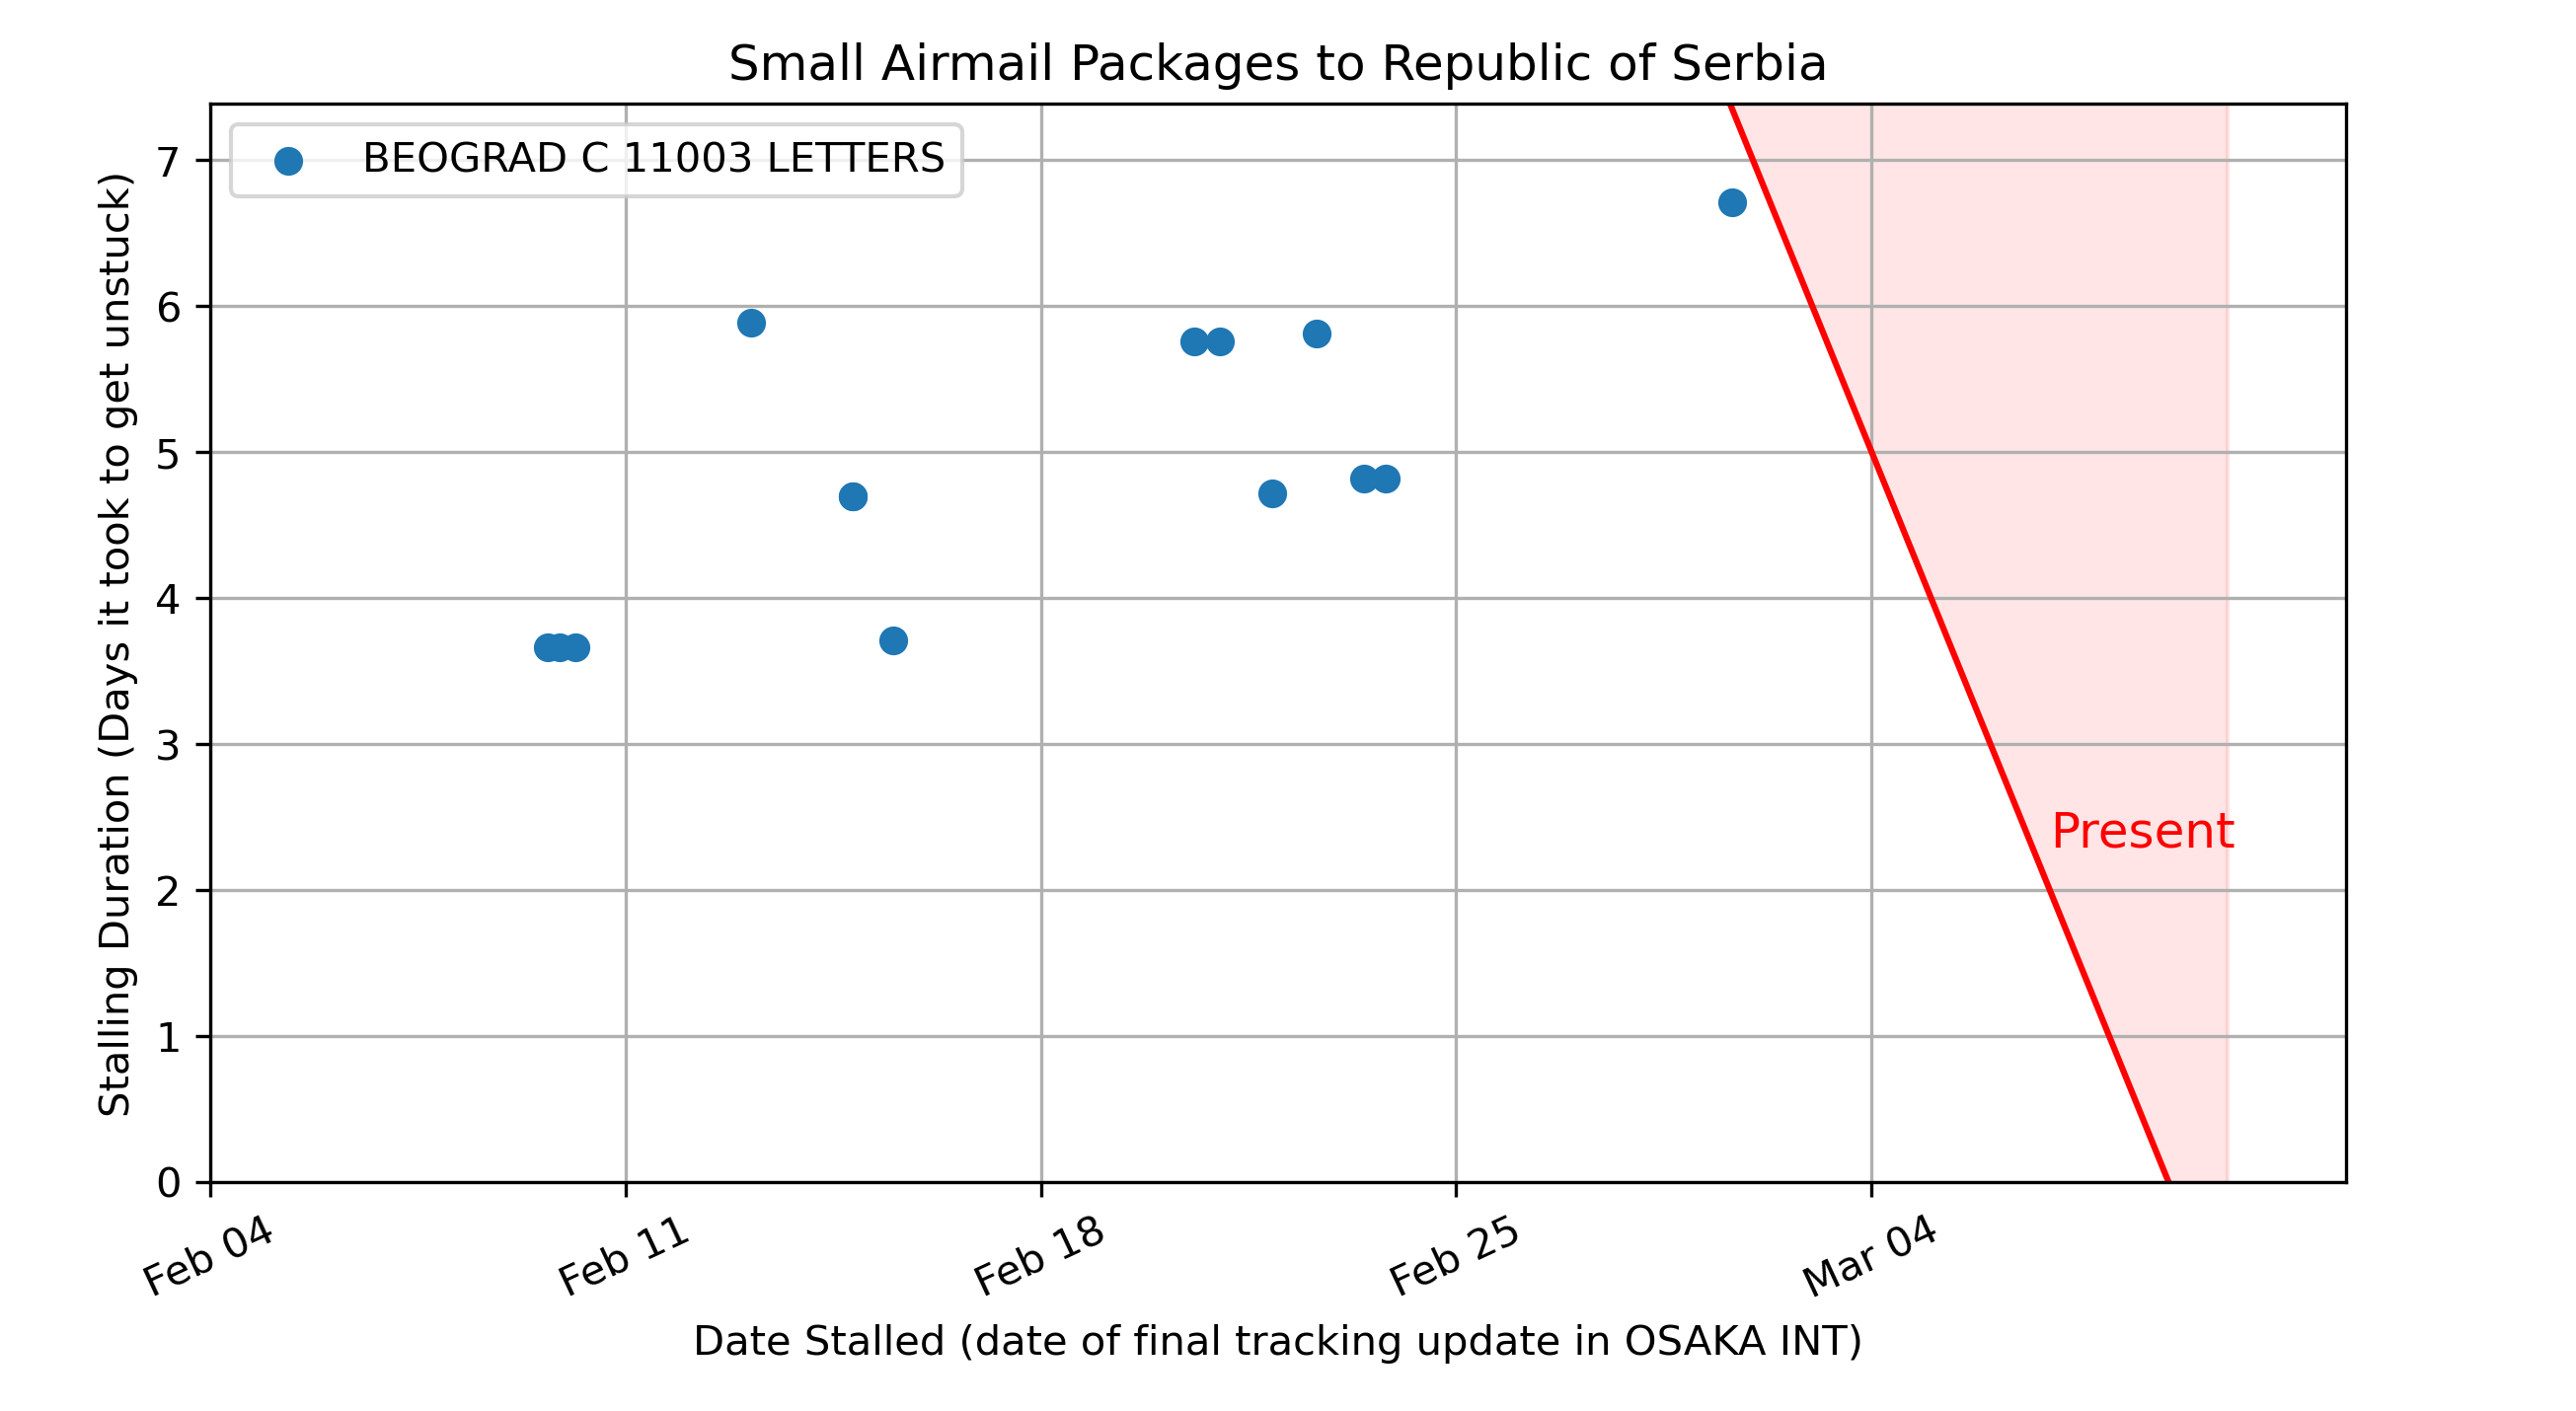 Small Airmail Packages to Republic of Serbia
BEOGRAD C 11003 LETTERS
Stalling Duration (Days it took to get unstuck)
7
6
5
4
3
2
1
0
Present
Feb 04
Feb 11
Feb 18
Feb 25
Mar 04
Date Stalled (date of final tracking update in OSAKA INT)